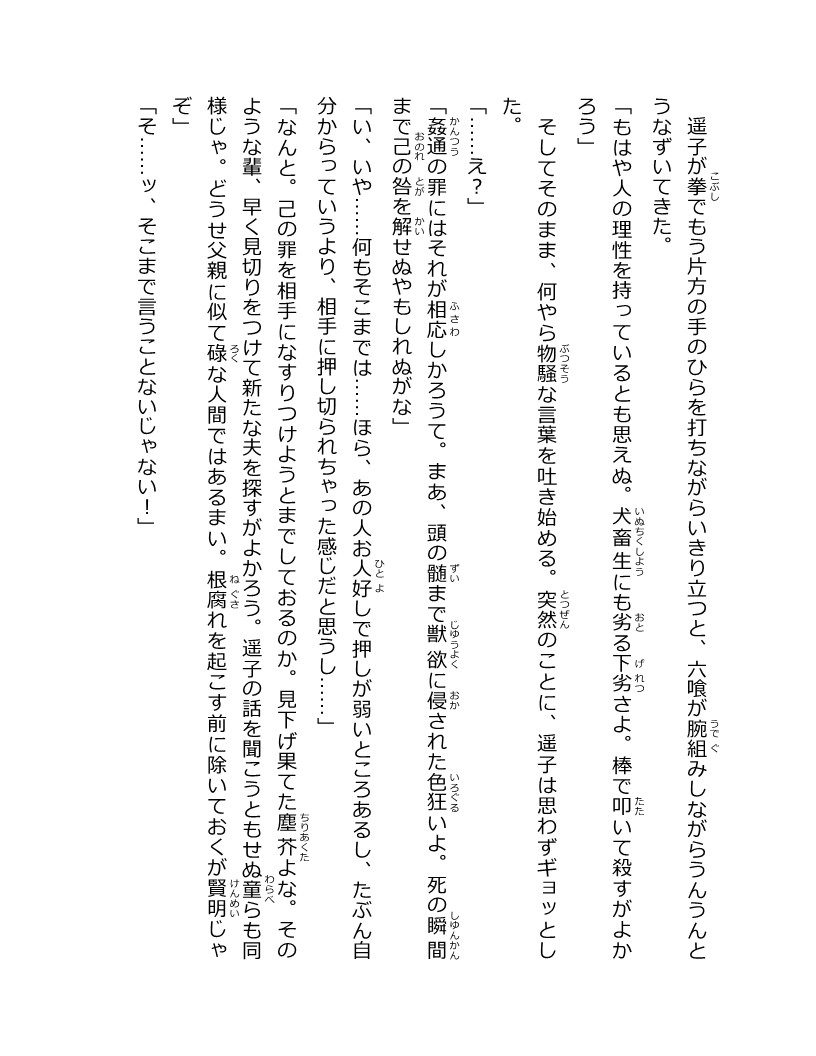 遥子が拳でもう片方の手のひらを打ちながらいきり立つと、六喰が腕組みしながらうんうんと
うなずいてきた。
「もはや人の理性を持っているとも思えぬ。犬畜生にも劣る下劣さよ。棒で叩いて殺すがよか
ろう」
　そしてそのまま、何やら物騒な言葉を吐き始める。突然のことに、遥子は思わずギョッとし
た。
「……え？」
「姦通の罪にはそれが相応しかろうて。まあ、頭の髄まで獣欲に侵された色狂いよ。死の瞬間
まで己の咎を解せぬやもしれぬがな」
「い、いや……何もそこまでは……ほら、あの人お人好しで押しが弱いところあるし、たぶん自
分からっていうより、相手に押し切られちゃった感じだと思うし……」
「なんと。己の罪を相手になすりつけようとまでしておるのか。見下げ果てた塵芥よな。その
ような輩、早く見切りをつけて新たな夫を探すがよかろう。遥子の話を聞こうともせぬ童らも同
様じゃ。どうせ父親に似て碌な人間ではあるまい。根腐れを起こす前に除いておくが賢明じゃ
ぞ」
「そ……ッ、そこまで言うことないじゃない！」